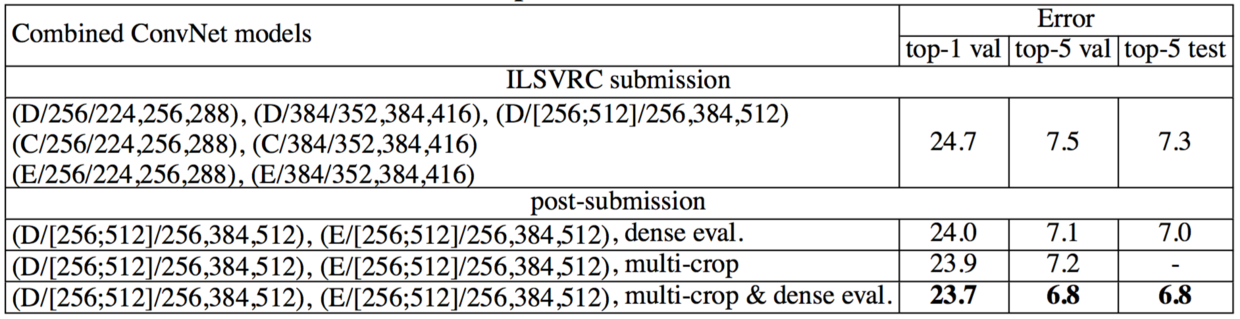 Combined ConvNet models
Error
top-1 val top-5 val top-5 test
ILSVRC submission
(D/256/224,256,288), (D/384/352,384,416), (D/[256;512]/256,384,512)
(C/256/224,256,288), (C/384/352,384,416)
(E/256/224,256,288), (E/384/352,384,416)
24.7 7.5 7.3
post-submission
(D/[256;512]/256,384,512), (E/[256;512]/256,384,512), dense eval. 24.0 7.1 7.0
(D/[256;512]/256,384,512), (E/[256;512]/256,384,512), multi-crop 23.9 7.2 -
(D/[256;512]/256,384,512), (E/[256;512]/256,384,512), multi-crop & dense eval. 23.7 6.8 6.8